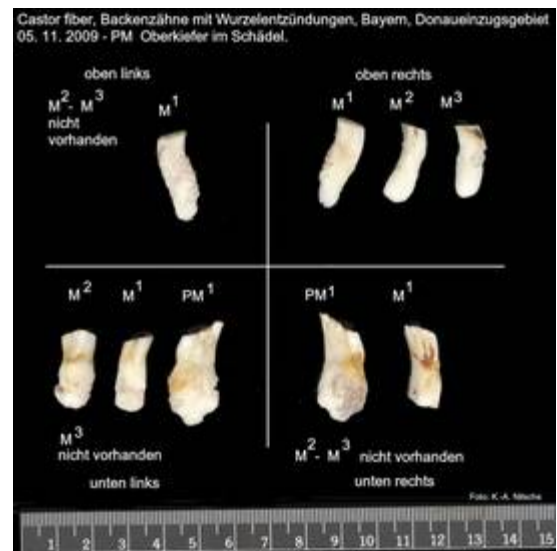 Castor fiber, Backenzähne mit Wurzelentzündungen, Bayern, Donaueinzugsgebiet
05. 11. 2009 - PM Oberkiefer im Schädel.
oben links
M²- M³
nicht
vorhanden
M¹
oben rechts
M¹ M² M³
M² M¹ PM¹
M³
nicht vorhanden
unten links
PM¹ M¹
M²- M³ nicht vorhanden
unten rechts
Foto: K.-A. Nitsche
1 2 3 4 5 6 7 8 9 10 11 12 13 14 15